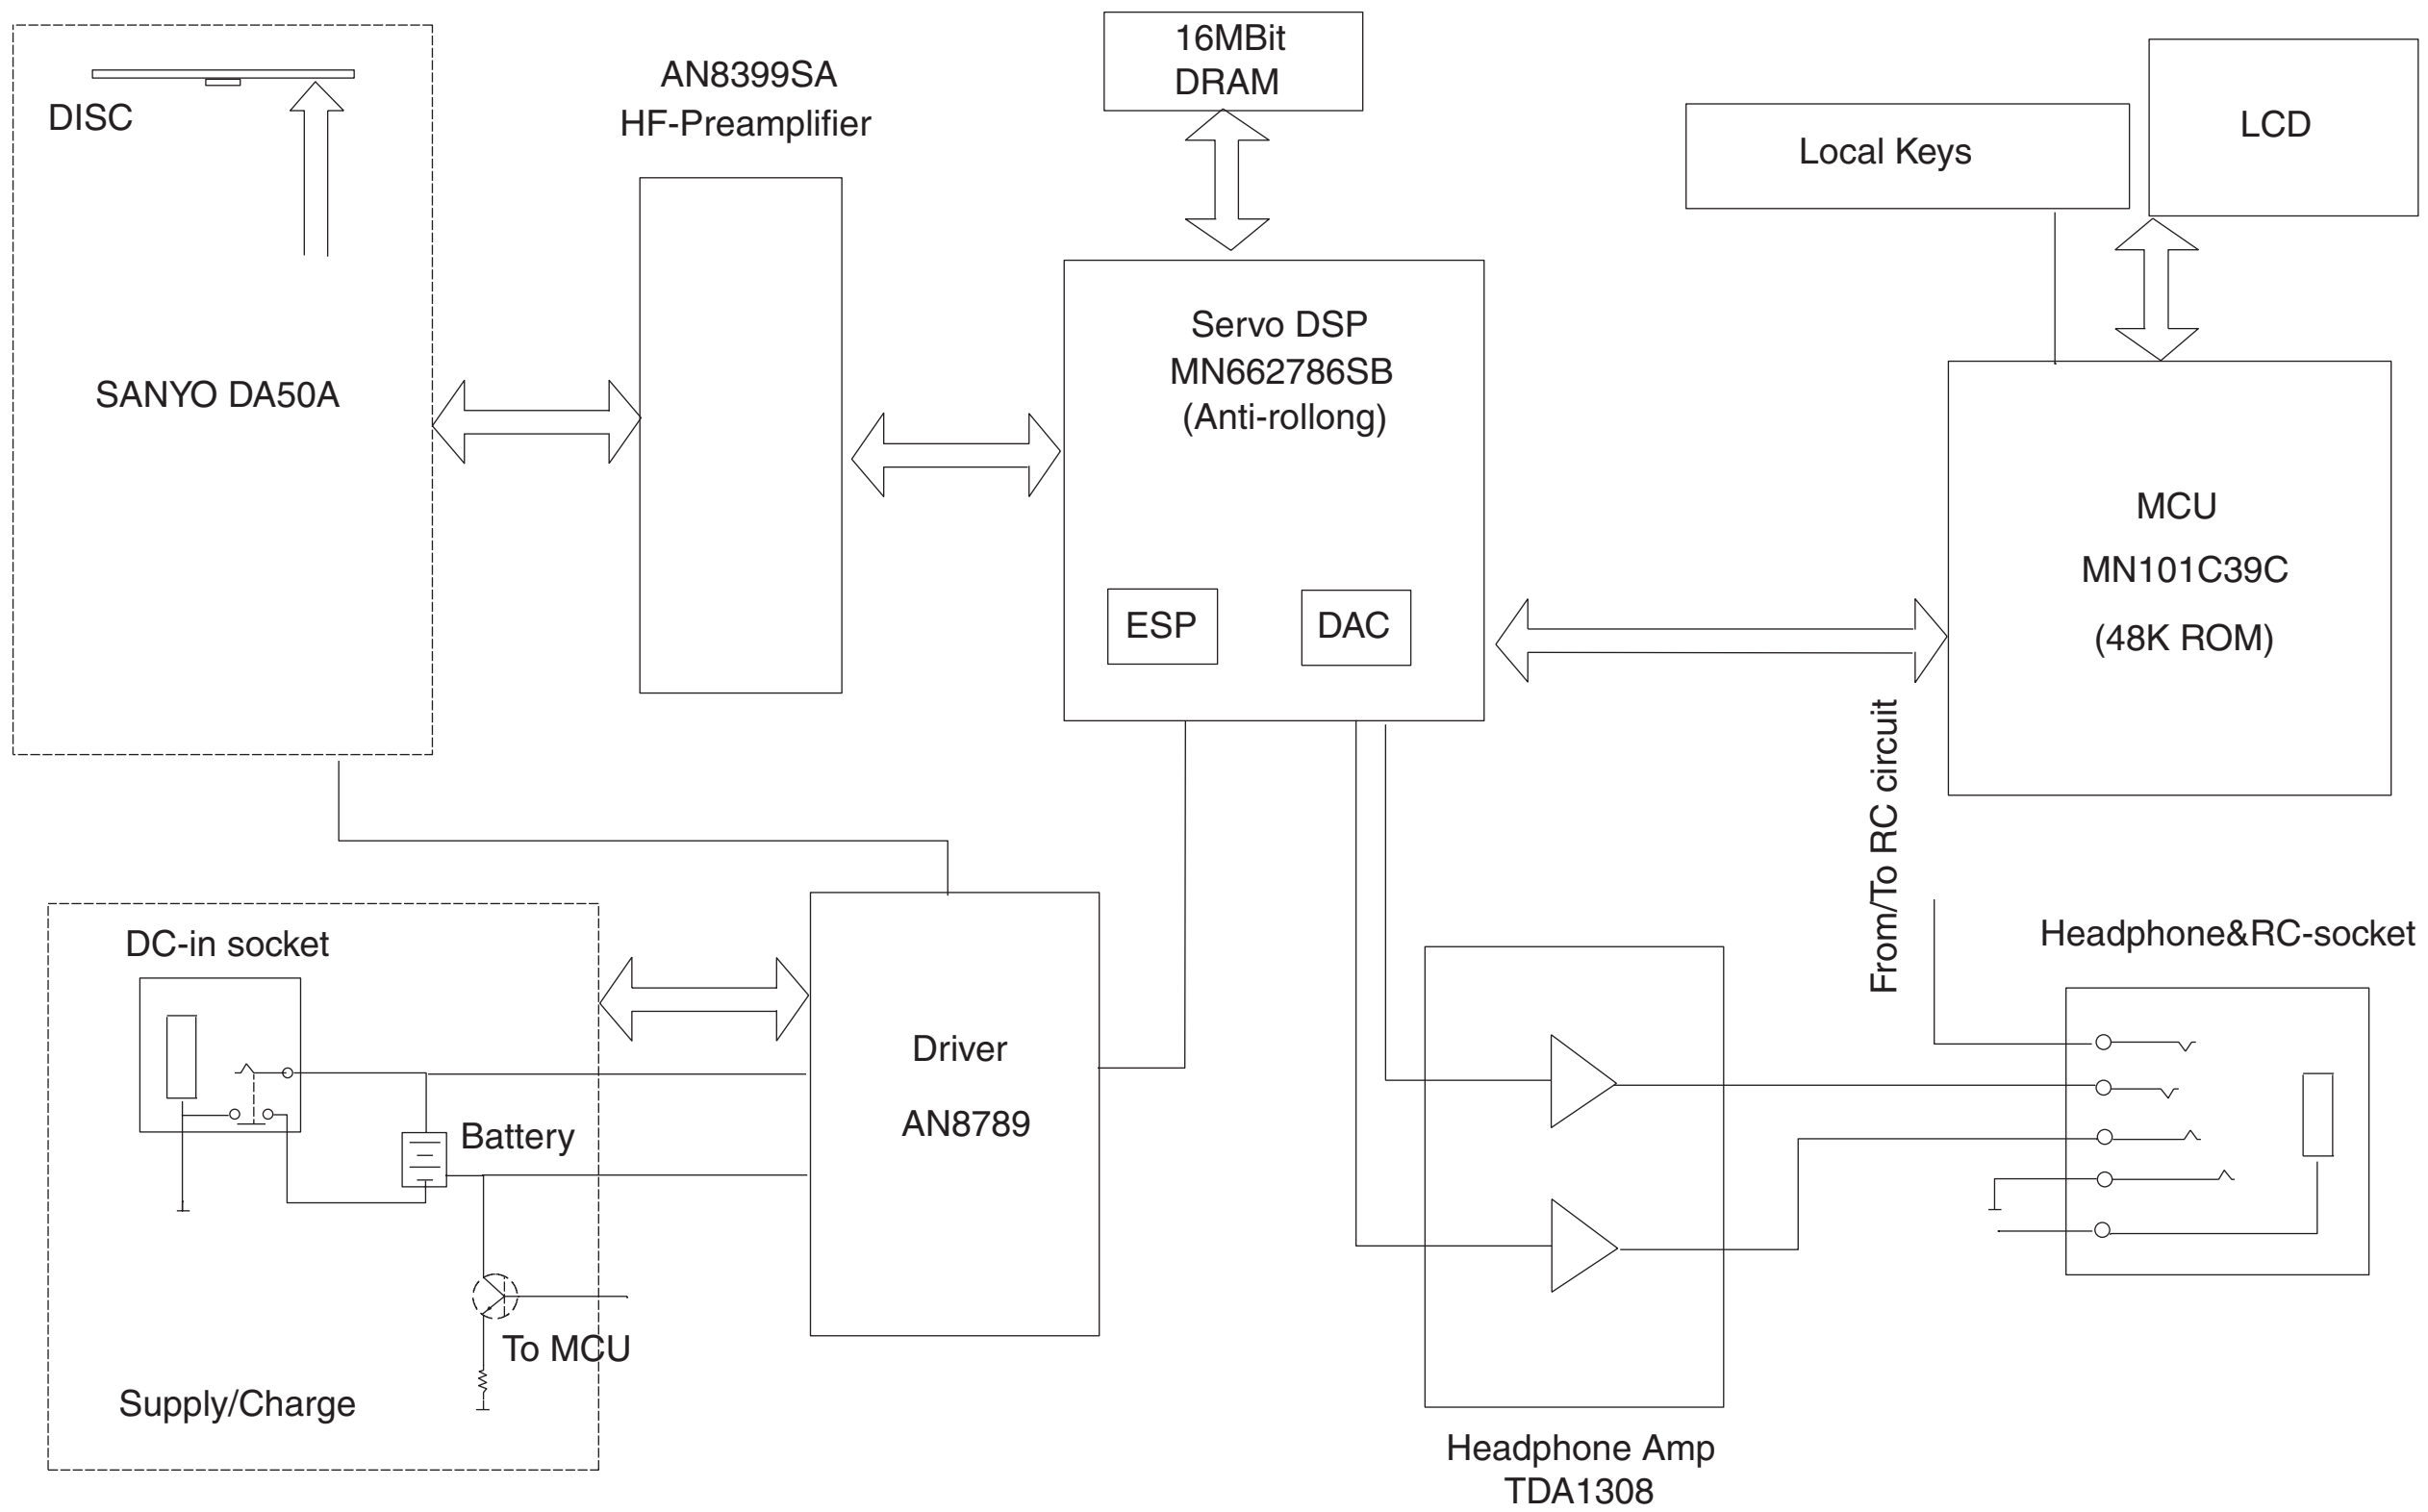 DISC
SANYO DA50A
AN8399SA
HF-Preamplifier
16MBit
DRAM
Servo DSP
MN662786SB
(Anti-rollong)
ESP
DAC
Local Keys
LCD
MCU
MN101C39C
(48K ROM)
From/To RC circuit
DC-in socket
Battery
To MCU
Supply/Charge
Driver
AN8789
Headphone Amp
TDA1308
Headphone&RC-socket